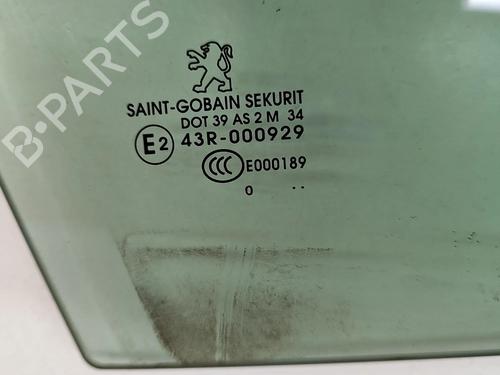 B-PARTS
SAINT-GOBAIN SEKURIT
DOT 39 AS 2 M 34
E2 43R-000929
CCC E000189
0 ..